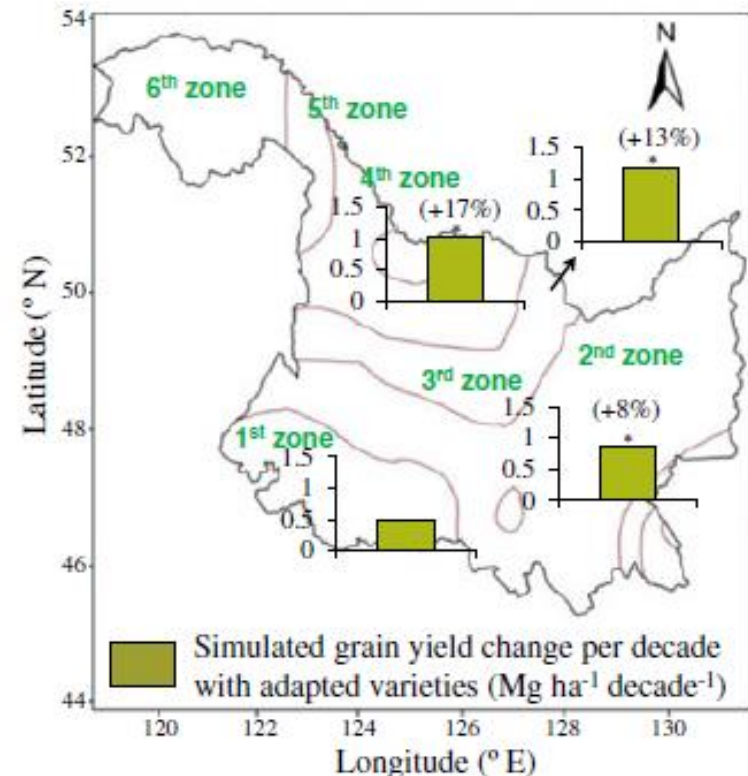 54
52
50
48
46
44
Latitude (° N)
N
6th zone
5th zone
4th zone
(+13%)
1.5
1
0.5
0
*
(+17%)
1.5
1
0.5
0
*
2nd zone
3rd zone
(+8%)
1.5
1
0.5
0
*
1st zone
1.5
1
0.5
0
Simulated grain yield change per decade
with adapted varieties (Mg ha-1 decade-1)
120 122 124 126 128 130
Longitude (° E)